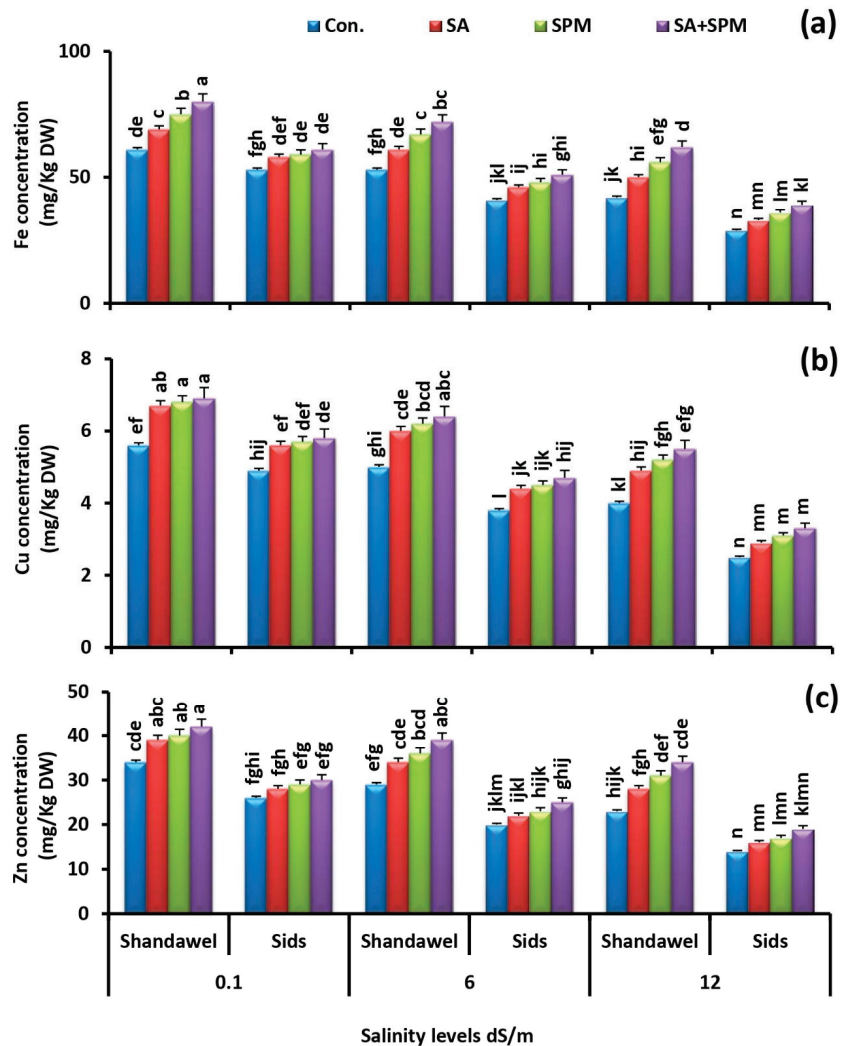 (a)
Con. SA SPM SA+SPM
Fe concentration
(mg/Kg DW)
100
50
0
de c b a fgh def de de fgh de c bc jkl ij hi ghi jk hi efg d n mn lm kl
(b)
Cu concentration
(mg/Kg DW)
8
6
4
2
0
ef ab a a hij ef def de ghi cde bcd abc l jk ijk hij kl hij fgh efg n mn m m
(c)
Zn concentration
(mg/Kg DW)
50
40
30
20
10
0
cde abc ab a fghi fgh efg efg efg cde bcd abc jklm ijkl hijk ghij hijk fgh def cde n mn lmn klmn
Shandawel Sids Shandawel Sids Shandawel Sids
0.1 6 12
Salinity levels dS/m